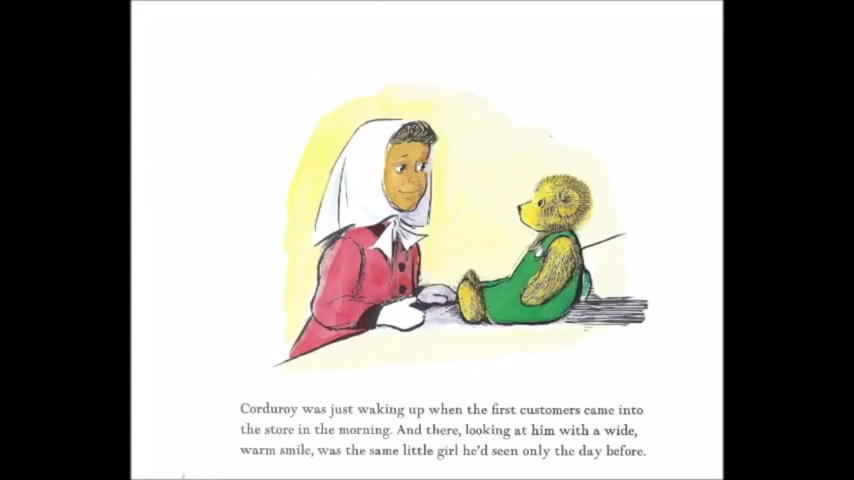 Corduroy was just waking up when the first customers came into
the store in the morning. And there, looking at him with a wide,
warm smile, was the same little girl he'd seen only the day before.